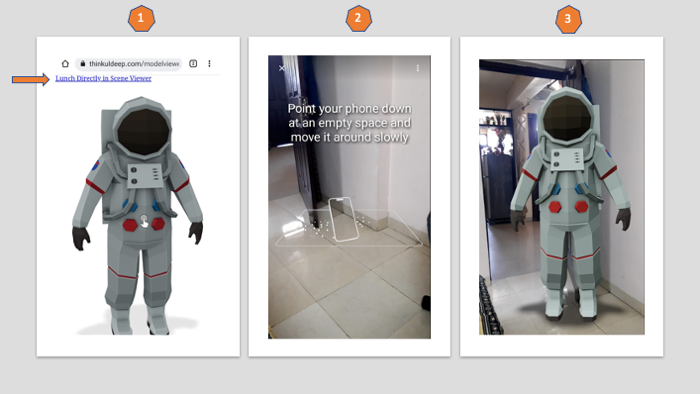 1
2
3
thinkuldeep.com/modelviewe
Lunch Directly in Scene Viewer
Point your phone down
at an empty space and
move it around slowly